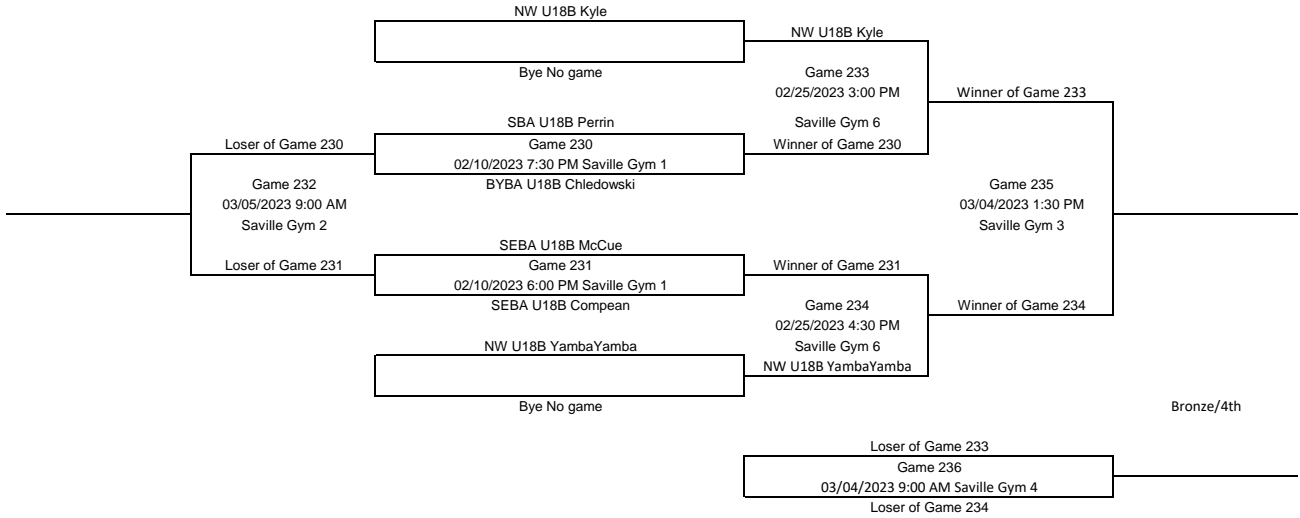 NW U18B Kyle
NW U18B Kyle
Bye No game
Game 233
02/25/2023 3:00 PM
Winner of Game 233
SBA U18B Perrin
Saville Gym 6
Loser of Game 230
Game 230
Winner of Game 230
02/10/2023 7:30 PM Saville Gym 1
Game 232
BYBA U18B Chledowski
Game 235
03/05/2023 9:00 AM
03/04/2023 1:30 PM
Saville Gym 2
Saville Gym 3
SEBA U18B McCue
Loser of Game 231
Game 231
Winner of Game 231
02/10/2023 6:00 PM Saville Gym 1
SEBA U18B Compean
Game 234
Winner of Game 234
02/25/2023 4:30 PM
NW U18B YambaYamba
Saville Gym 6
NW U18B YambaYamba
Bye No game
Bronze/4th
Loser of Game 233
Game 236
03/04/2023 9:00 AM Saville Gym 4
Loser of Game 234